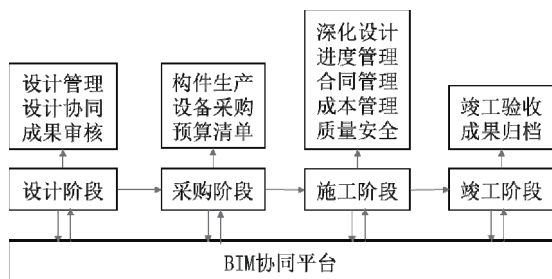 设计管理
设计协同
成果审核
构件生产
设备采购
预算清单
深化设计
进度管理
合同管理
成本管理
质量安全
竣工验收
成果归档
设计阶段
采购阶段
施工阶段
竣工阶段
BIM协同平台